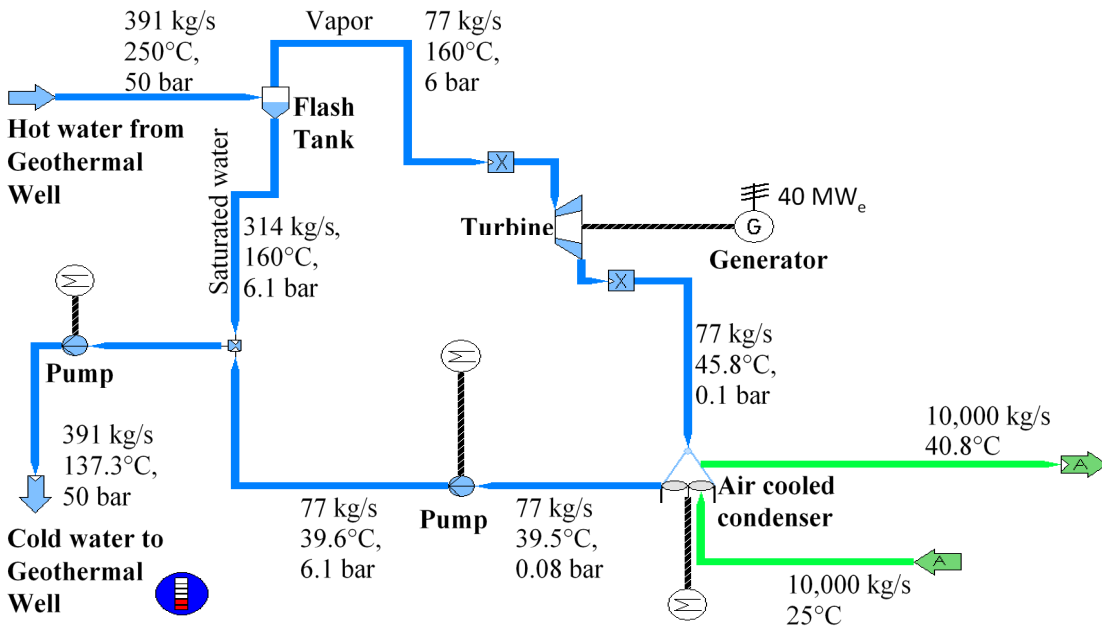 391 kg/s
250°C,
50 bar
Vapor
77 kg/s
160°C,
6 bar
Hot water from
Geothermal
Well
Flash
Tank
Saturated water
314 kg/s,
160°C,
6.1 bar
X
Turbine
40 MWe
G
Generator
X
Pump
77 kg/s
45.8°C,
0.1 bar
10,000 kg/s
40.8°C
A
391 kg/s
137.3°C,
50 bar
Pump
Air cooled
condenser
77 kg/s
39.6°C,
6.1 bar
77 kg/s
39.5°C,
0.08 bar
A
10,000 kg/s
25°C
Cold water to
Geothermal
Well